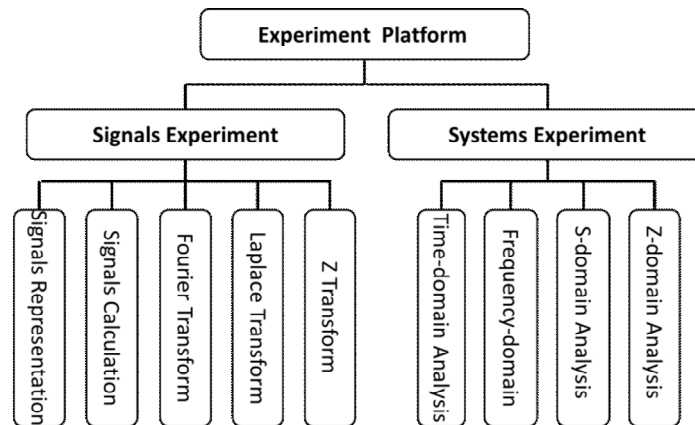 Experiment Platform
Signals Experiment
Systems Experiment
Signals Representation
Signals Calculation
Fourier Transform
Laplace Transform
Z Transform
Time-domain Analysis
Frequency-domain
S-domain Analysis
Z-domain Analysis